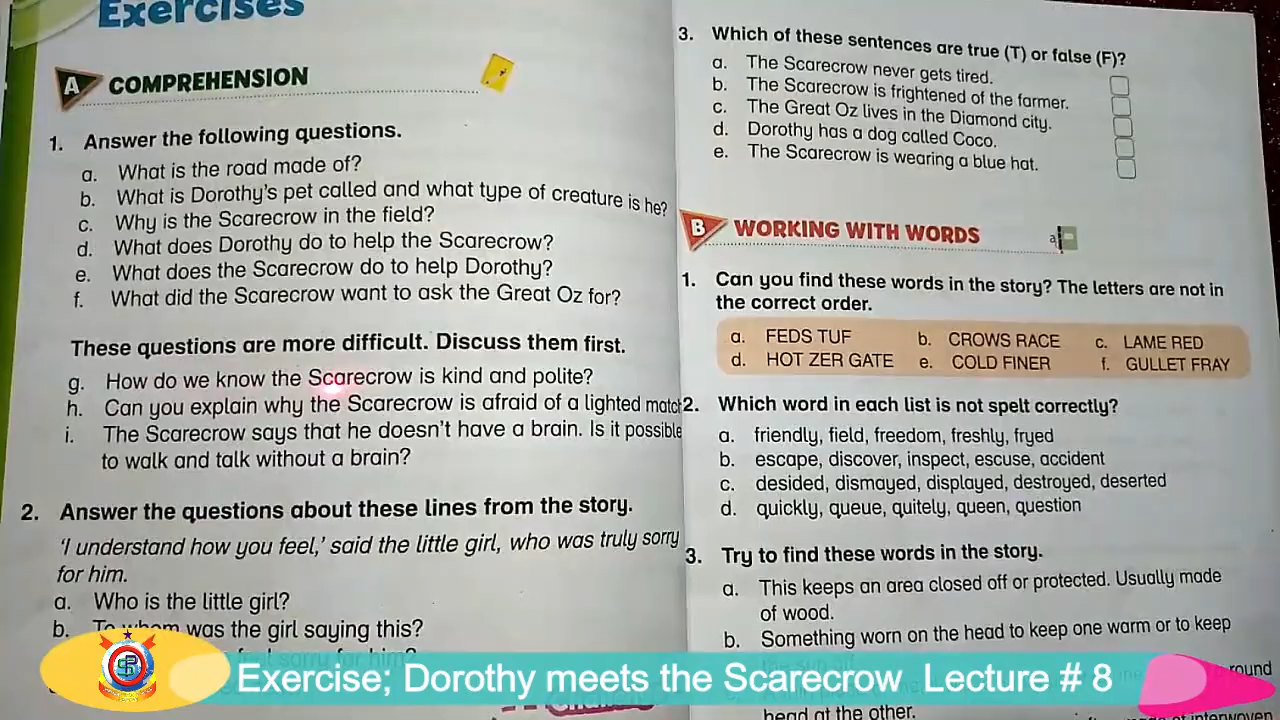 Exercises
A COMPREHENSION
1. Answer the following questions.
a. What is the road made of?
b. What is Dorothy's pet called and what type of creature is he?
c. Why is the Scarecrow in the field?
d. What does Dorothy do to help the Scarecrow?
e. What does the Scarecrow do to help Dorothy?
f. What did the Scarecrow want to ask the Great Oz for?
These questions are more difficult. Discuss them first.
g. How do we know the Scarecrow is kind and polite?
h. Can you explain why the Scarecrow is afraid of a lighted match
i. The Scarecrow says that he doesn't have a brain. Is it possible
to walk and talk without a brain?
2. Answer the questions about these lines from the story.
'I understand how you feel,' said the little girl, who was truly sorry
for him.
a. Who is the little girl?
b. To whom was the girl saying this?
feel sorry for him?
3. Which of these sentences are true (T) or false (F)?
a. The Scarecrow never gets tired.
b. The Scarecrow is frightened of the farmer.
c. The Great Oz lives in the Diamond city.
d. Dorothy has a dog called Coco.
e. The Scarecrow is wearing a blue hat.
B WORKING WITH WORDS
1. Can you find these words in the story? The letters are not in
the correct order.
a. FEDS TUF b. CROWS RACE c. LAME RED
d. HOT ZER GATE e. COLD FINER f. GULLET FRAY
2. Which word in each list is not spelt correctly?
a. friendly, field, freedom, freshly, fryed
b. escape, discover, inspect, escuse, accident
c. desided, dismayed, displayed, destroyed, deserted
d. quickly, queue, quitely, queen, question
3. Try to find these words in the story.
a. This keeps an area closed off or protected. Usually made
of wood.
b. Something worn on the head to keep one warm or to keep
round
head at the other.
of interwoven
Exercise; Dorothy meets the Scarecrow Lecture # 8